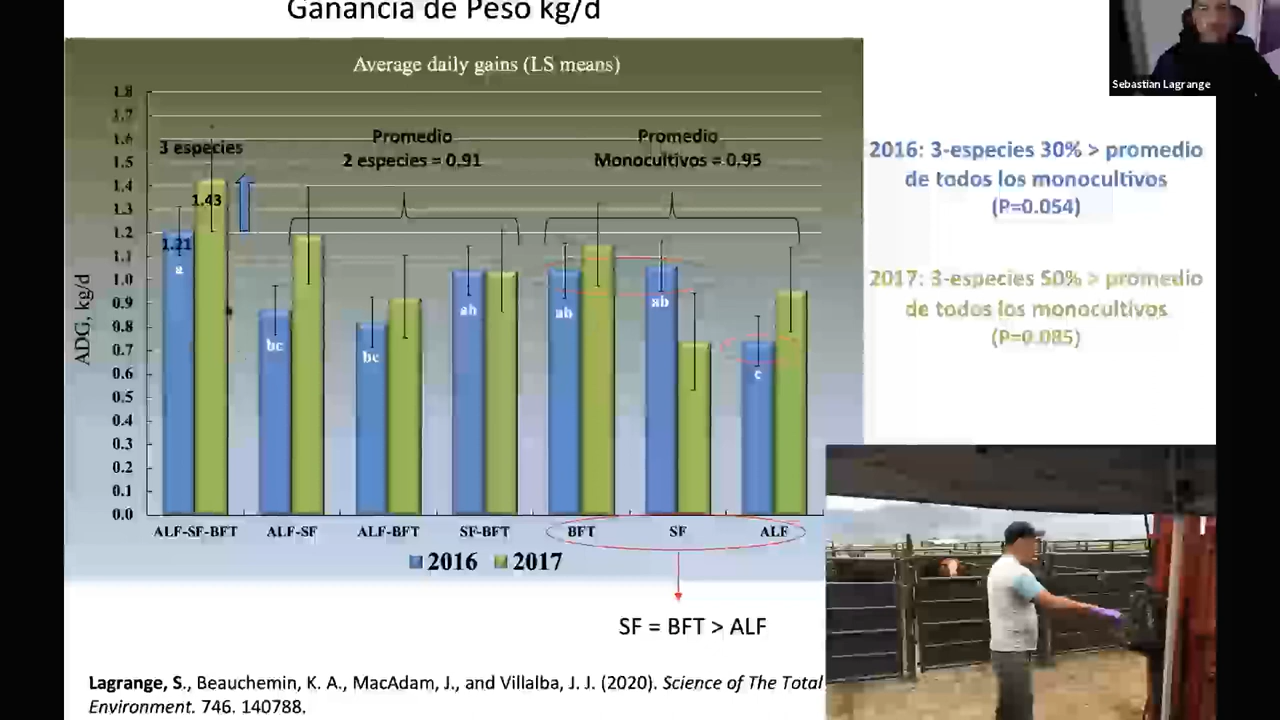 Ganancia de Peso kg/d
Sebastian Lagrange
Average daily gains (LS means)
1.8
1.7
1.6
1.5
1.4
1.3
1.2
1.1
1.0
0.9
0.8
0.7
0.6
0.5
0.4
0.3
0.2
0.1
0.0
ADG, kg/d
3 especies
Promedio
2 especies = 0.91
Promedio
Monocultivos = 0.95
1.43
1.21
a
bc
bc
ab
ab
ab
c
ALF-SF-BFT
ALF-SF
ALF-BFT
SF-BFT
BFT
SF
ALF
2016
2017
SF = BFT > ALF
2016: 3-especies 30% > promedio
de todos los monocultivos
(P=0.054)
2017: 3-especies 50% > promedio
de todos los monocultivos
(P=0.085)
Lagrange, S., Beauchemin, K. A., MacAdam, J., and Villalba, J. J. (2020). Science of The Total
Environment. 746. 140788.